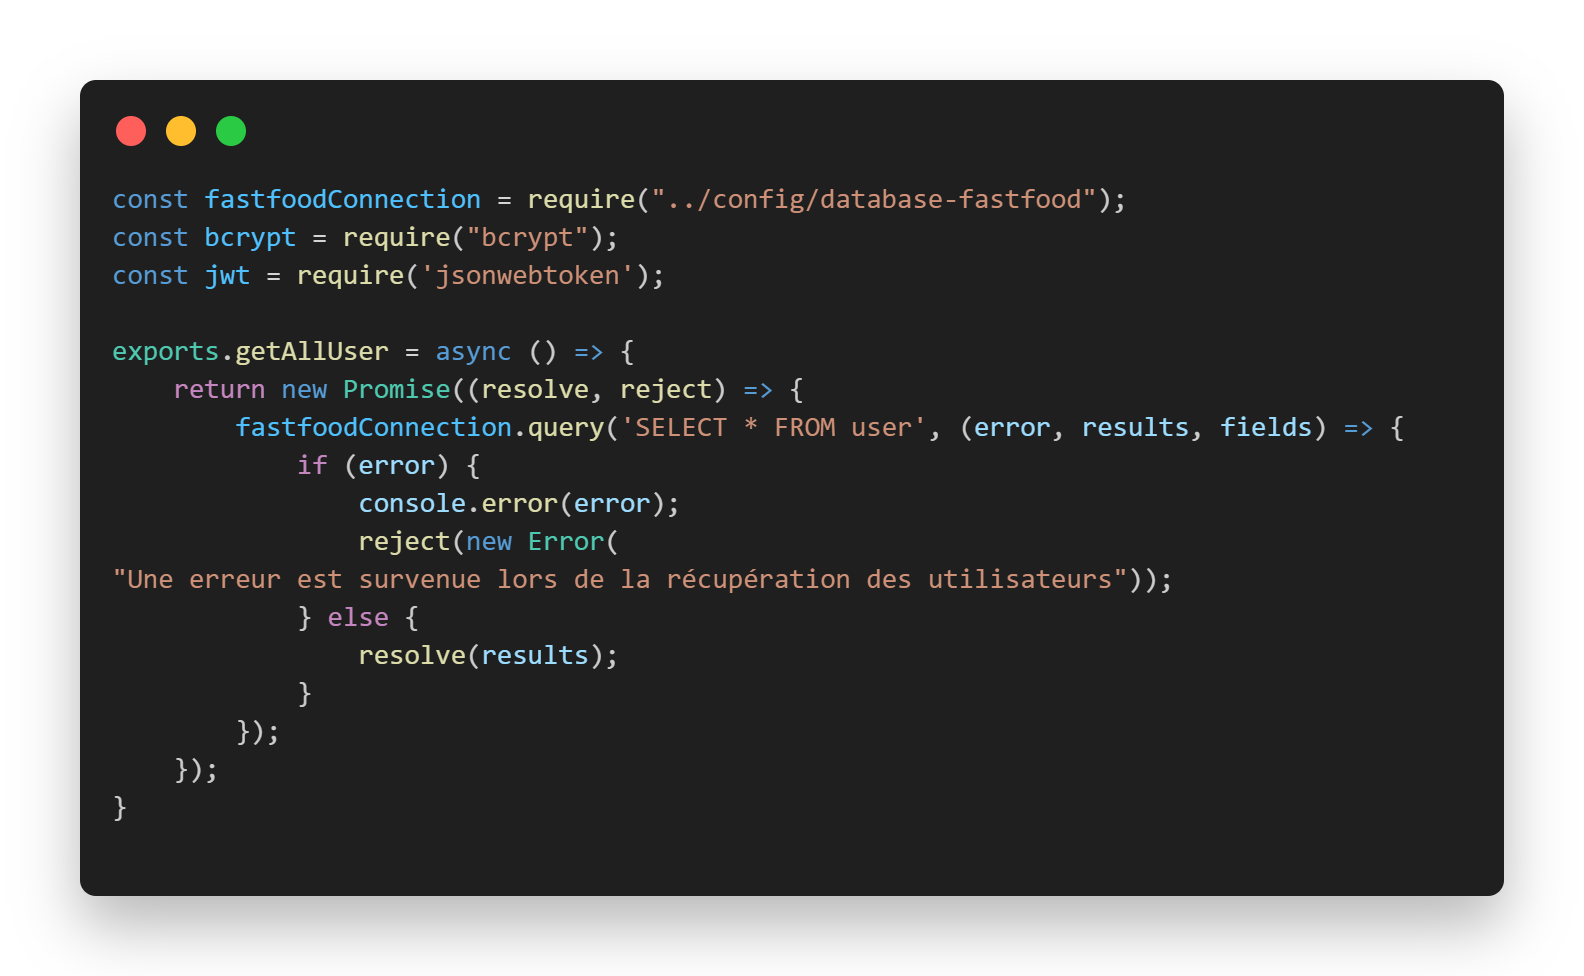 const fastfoodConnection = require("../config/database-fastfood");
const bcrypt = require("bcrypt");
const jwt = require('jsonwebtoken');

exports.getAllUser = async () => {
    return new Promise((resolve, reject) => {
        fastfoodConnection.query('SELECT * FROM user', (error, results, fields) => {
            if (error) {
                console.error(error);
                reject(new Error(
"Une erreur est survenue lors de la récupération des utilisateurs"));
            } else {
                resolve(results);
            }
        });
    });
}